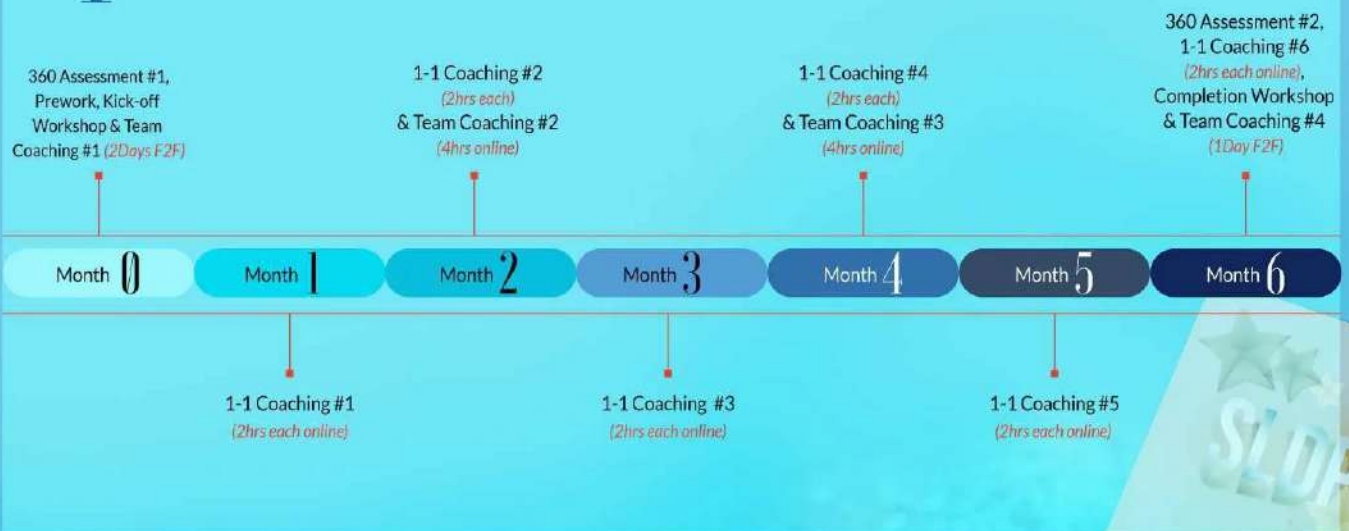 360 Assessment #1,
Prework, Kick-off
Workshop & Team
Coaching #1 (2Days F2F)
1-1 Coaching #2
(2hrs each)
& Team Coaching #2
(4hrs online)
1-1 Coaching #4
(2hrs each)
& Team Coaching #3
(4hrs online)
360 Assessment #2,
1-1 Coaching #6
(2hrs each online),
Completion Workshop
& Team Coaching #4
(1Day F2F)
Month 0
Month 1
Month 2
Month 3
Month 4
Month 5
Month 6
1-1 Coaching #1
(2hrs each online)
1-1 Coaching #3
(2hrs each online)
1-1 Coaching #5
(2hrs each online)